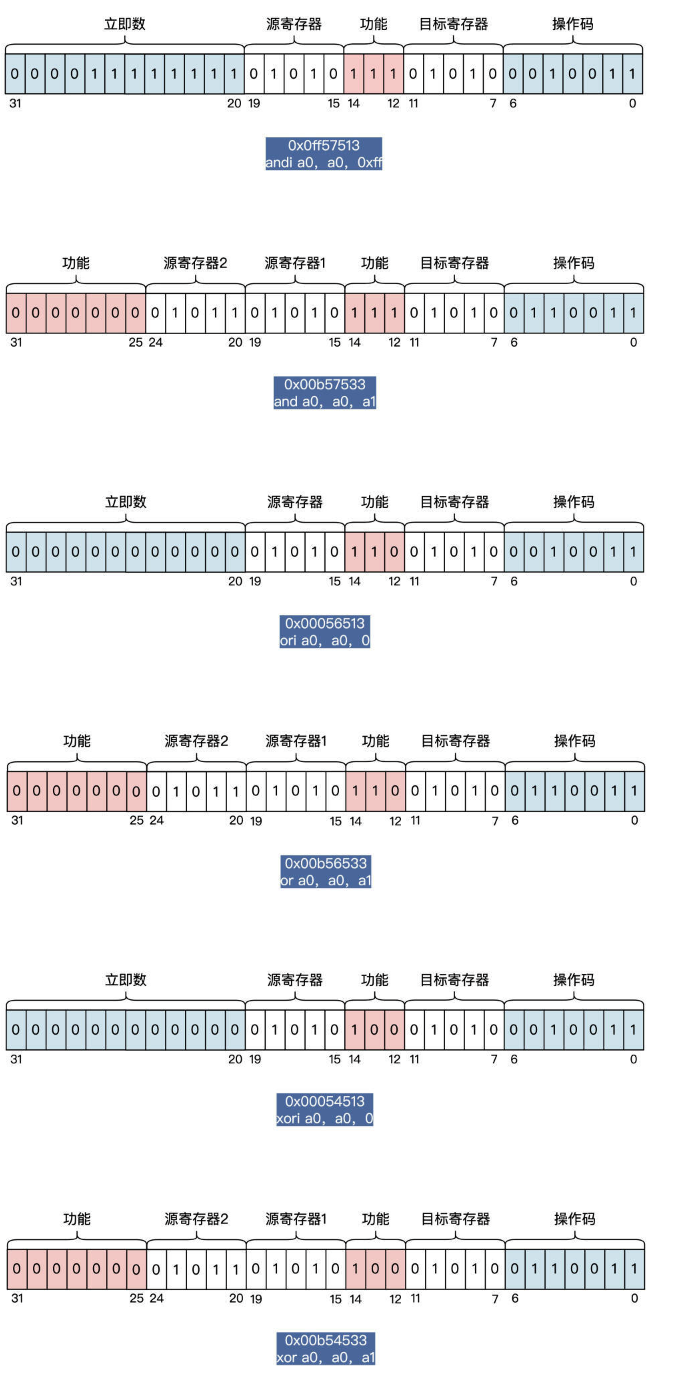 立即数 源寄存器 功能 目标寄存器 操作码
0 0 0 0 1 1 1 1 1 1 1 1 0 1 0 1 0 1 1 1 0 1 0 1 0 0 0 1 0 0 1 1
31 20 19 15 14 12 11 7 6 0
0x0ff57513
andi a0，a0，0xff
功能 源寄存器2 源寄存器1 功能 目标寄存器 操作码
0 0 0 0 0 0 0 0 1 0 1 1 0 1 0 1 0 1 1 1 0 1 0 1 0 0 1 1 0 0 1 1
31 25 24 20 19 15 14 12 11 7 6 0
0x00b57533
and a0，a0，a1
立即数 源寄存器 功能 目标寄存器 操作码
0 0 0 0 0 0 0 0 0 0 0 0 0 1 0 1 0 1 1 0 0 1 0 1 0 0 0 1 0 0 1 1
31 20 19 15 14 12 11 7 6 0
0x00056513
ori a0，a0，0
功能 源寄存器2 源寄存器1 功能 目标寄存器 操作码
0 0 0 0 0 0 0 0 1 0 1 1 0 1 0 1 0 1 1 0 0 1 0 1 0 0 1 1 0 0 1 1
31 25 24 20 19 15 14 12 11 7 6 0
0x00b56533
or a0，a0，a1
立即数 源寄存器 功能 目标寄存器 操作码
0 0 0 0 0 0 0 0 0 0 0 0 0 1 0 1 0 1 0 0 0 1 0 1 0 0 0 1 0 0 1 1
31 20 19 15 14 12 11 7 6 0
0x00054513
xori a0，a0，0
功能 源寄存器2 源寄存器1 功能 目标寄存器 操作码
0 0 0 0 0 0 0 0 1 0 1 1 0 1 0 1 0 1 0 0 0 1 0 1 0 0 1 1 0 0 1 1
31 25 24 20 19 15 14 12 11 7 6 0
0x00b54533
xor a0，a0，a1